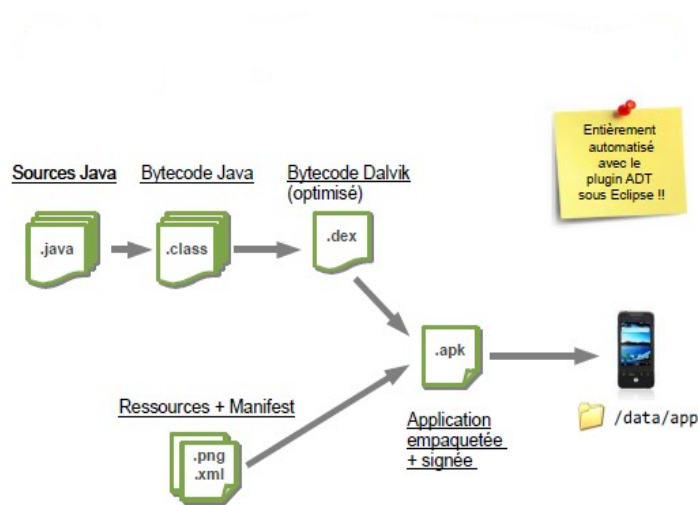 Entièrement
automatisé
avec le
plugin ADT
sous Eclipse !!
Sources Java
Bytecode Java
Bytecode Dalvik
(optimisé)
.java
.class
.dex
.apk
Ressources + Manifest
.png
.xml
Application
empaquetée
+ signée
/data/app